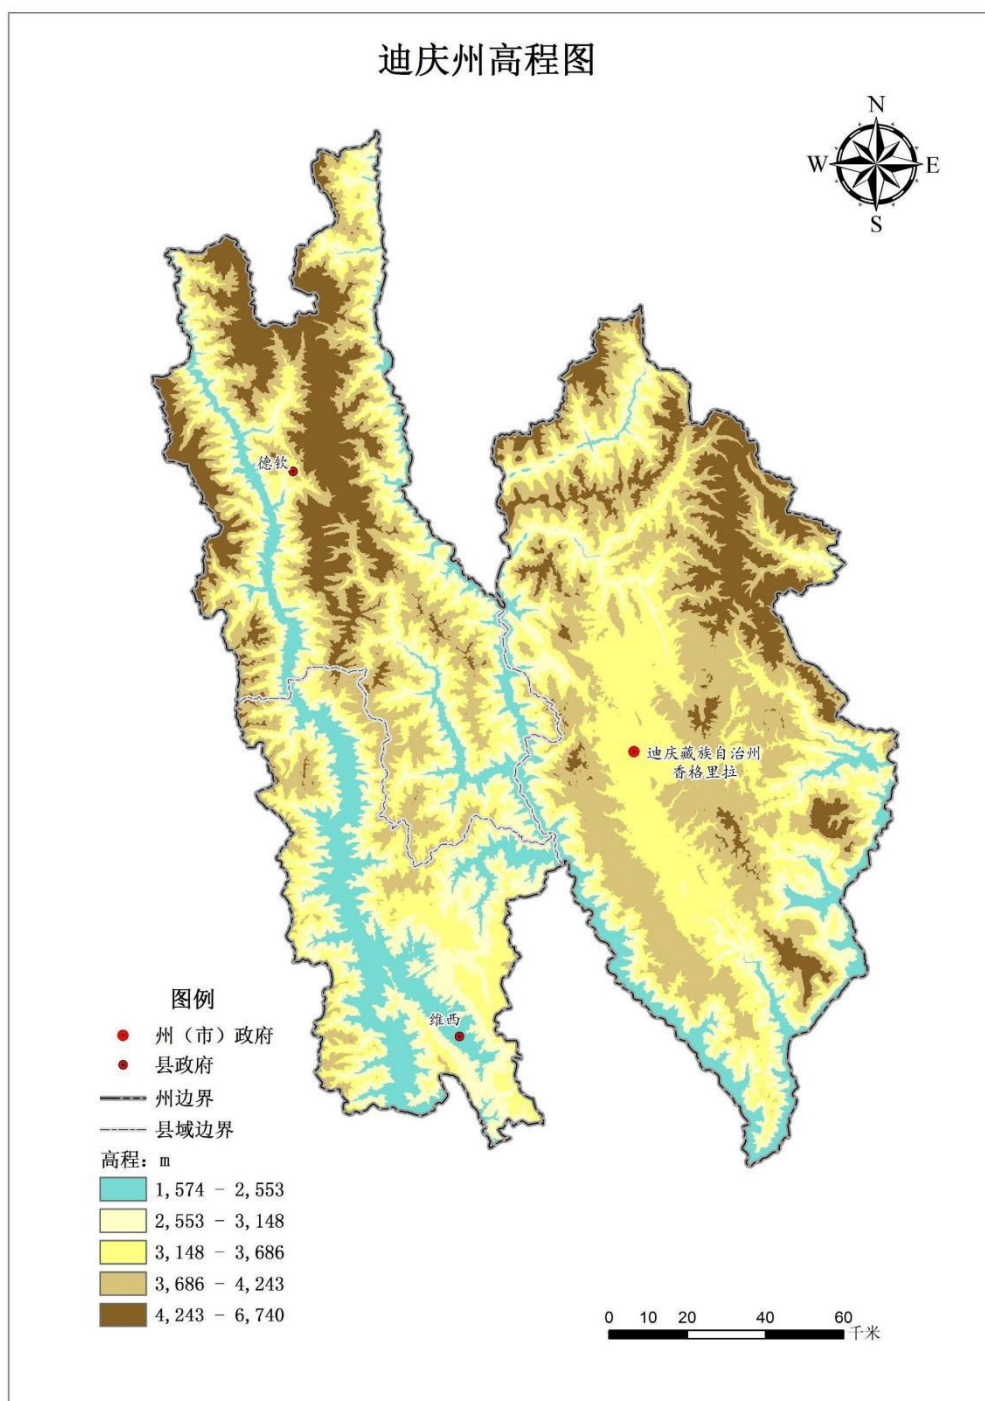 迪庆州高程图
N
W
E
S
德钦
迪庆藏族自治州
香格里拉
维西
图例
州（市）政府
县政府
州边界
县域边界
高程：m
1,574 - 2,553
2,553 - 3,148
3,148 - 3,686
3,686 - 4,243
4,243 - 6,740
0 10 20 40 60
千米